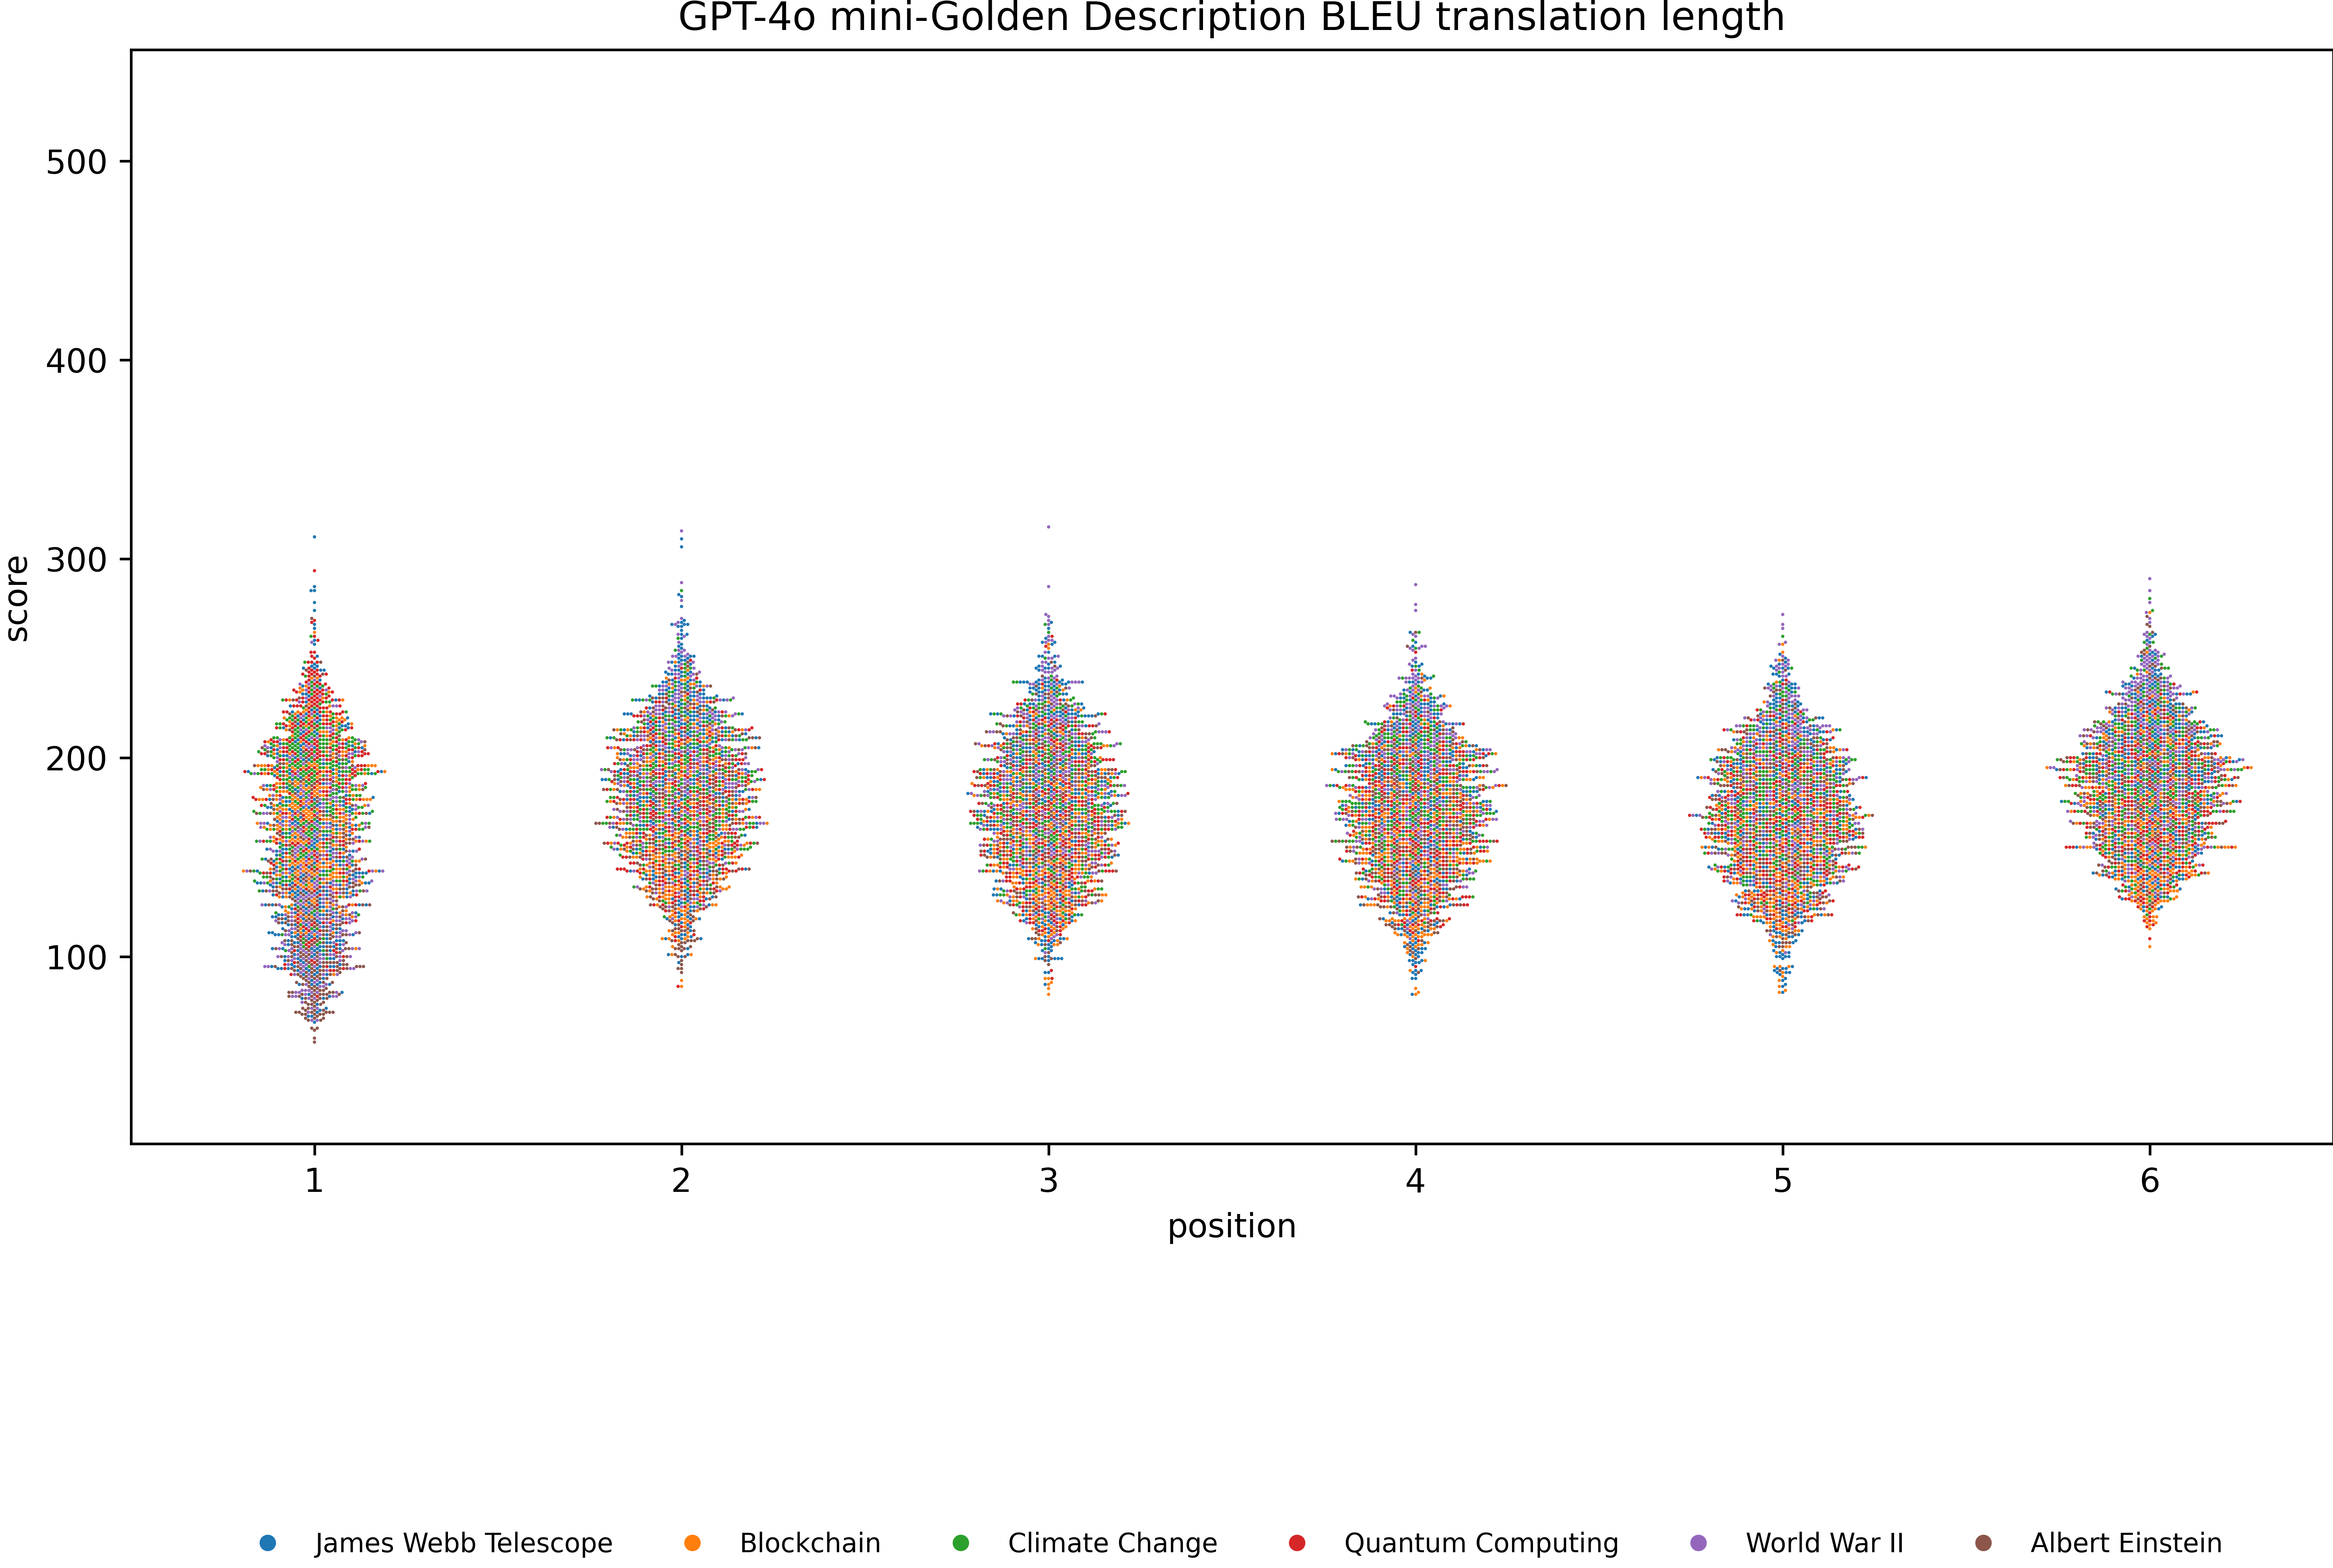 GPT-4o mini-Golden Description BLEU translation length
500
400
300
200
100
score
1 2 3 4 5 6
position
James Webb Telescope Blockchain Climate Change Quantum Computing World War II Albert Einstein